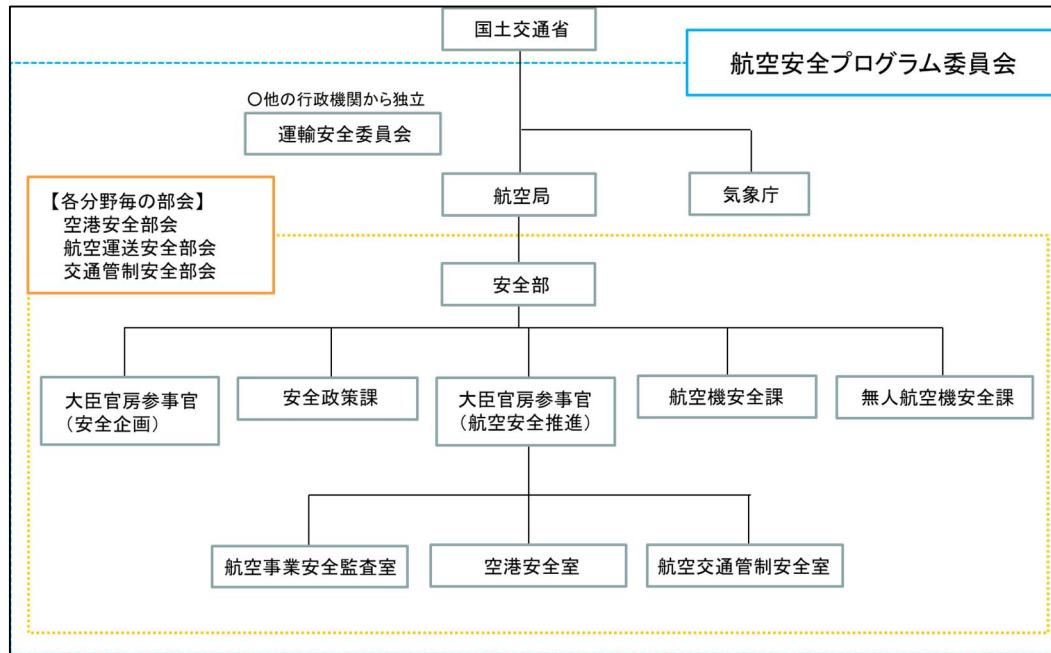 国土交通省
航空安全プログラム委員会
〇他の行政機関から独立
運輸安全委員会
航空局
気象庁
【各分野毎の部会】
空港安全部会
航空運送安全部会
交通管制安全部会
安全部
大臣官房参事官
(安全企画)
安全政策課
大臣官房参事官
(航空安全推進)
航空機安全課
無人航空機安全課
航空事業安全監査室
空港安全室
航空交通管制安全室